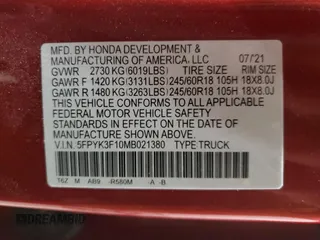 MFD. BY HONDA DEVELOPMENT &
MANUFACTURING OF AMERICA, LLC 07/21
GVWR 2730 KG(6019LBS) TIRE SIZE RIM SIZE
GAWR F 1420 KG(3131LBS) 245/60R18 105H 18X8.0J
GAWR R 1480 KG(3263LBS) 245/60R18 105H 18X8.0J
THIS VEHICLE CONFORMS TO ALL APPLICABLE
FEDERAL MOTOR VEHICLE SAFETY
STANDARDS IN EFFECT ON THE DATE OF
MANUFACTURE SHOWN ABOVE.
V.I.N. 5FPYK3F10MB021380 TYPE TRUCK
T6Z M AB9 -R580M -A -B
DREAMBID